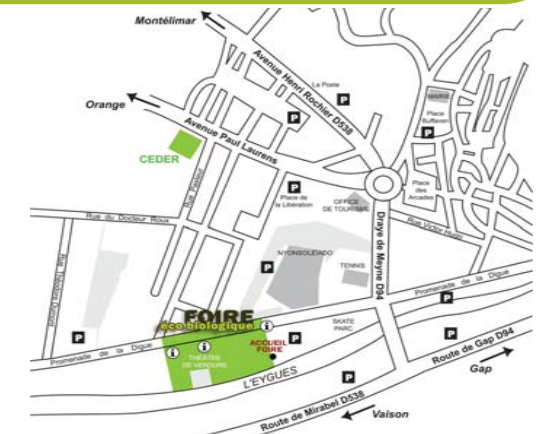 Montélimar
Avenue Henri Rochier D538
La Poste
P
MAIRIE
Place
Buffaven
P
Orange
Avenue Paul Laurens
P
CEDER
Rue Pasteur
P
Place de
la Libération
OFFICE
DE TOURISME
Place
des
Arcades
Rue du Docteur Roux
Draye de Meyne D94
Rue Victor Hugo
NYONSOLEÏADO
P
TENNIS
Promenade de la Digue
P
FOIRE
éco biologique
i
SKATE
PARC
P
P
P
Promenade de la Digue
i
i
THÉÂTRE
DE VERDURE
ACCUEIL
FOIRE
Route de Gap D94
Gap
L'EYGUES
P
Route de Mirabel D538
Vaison